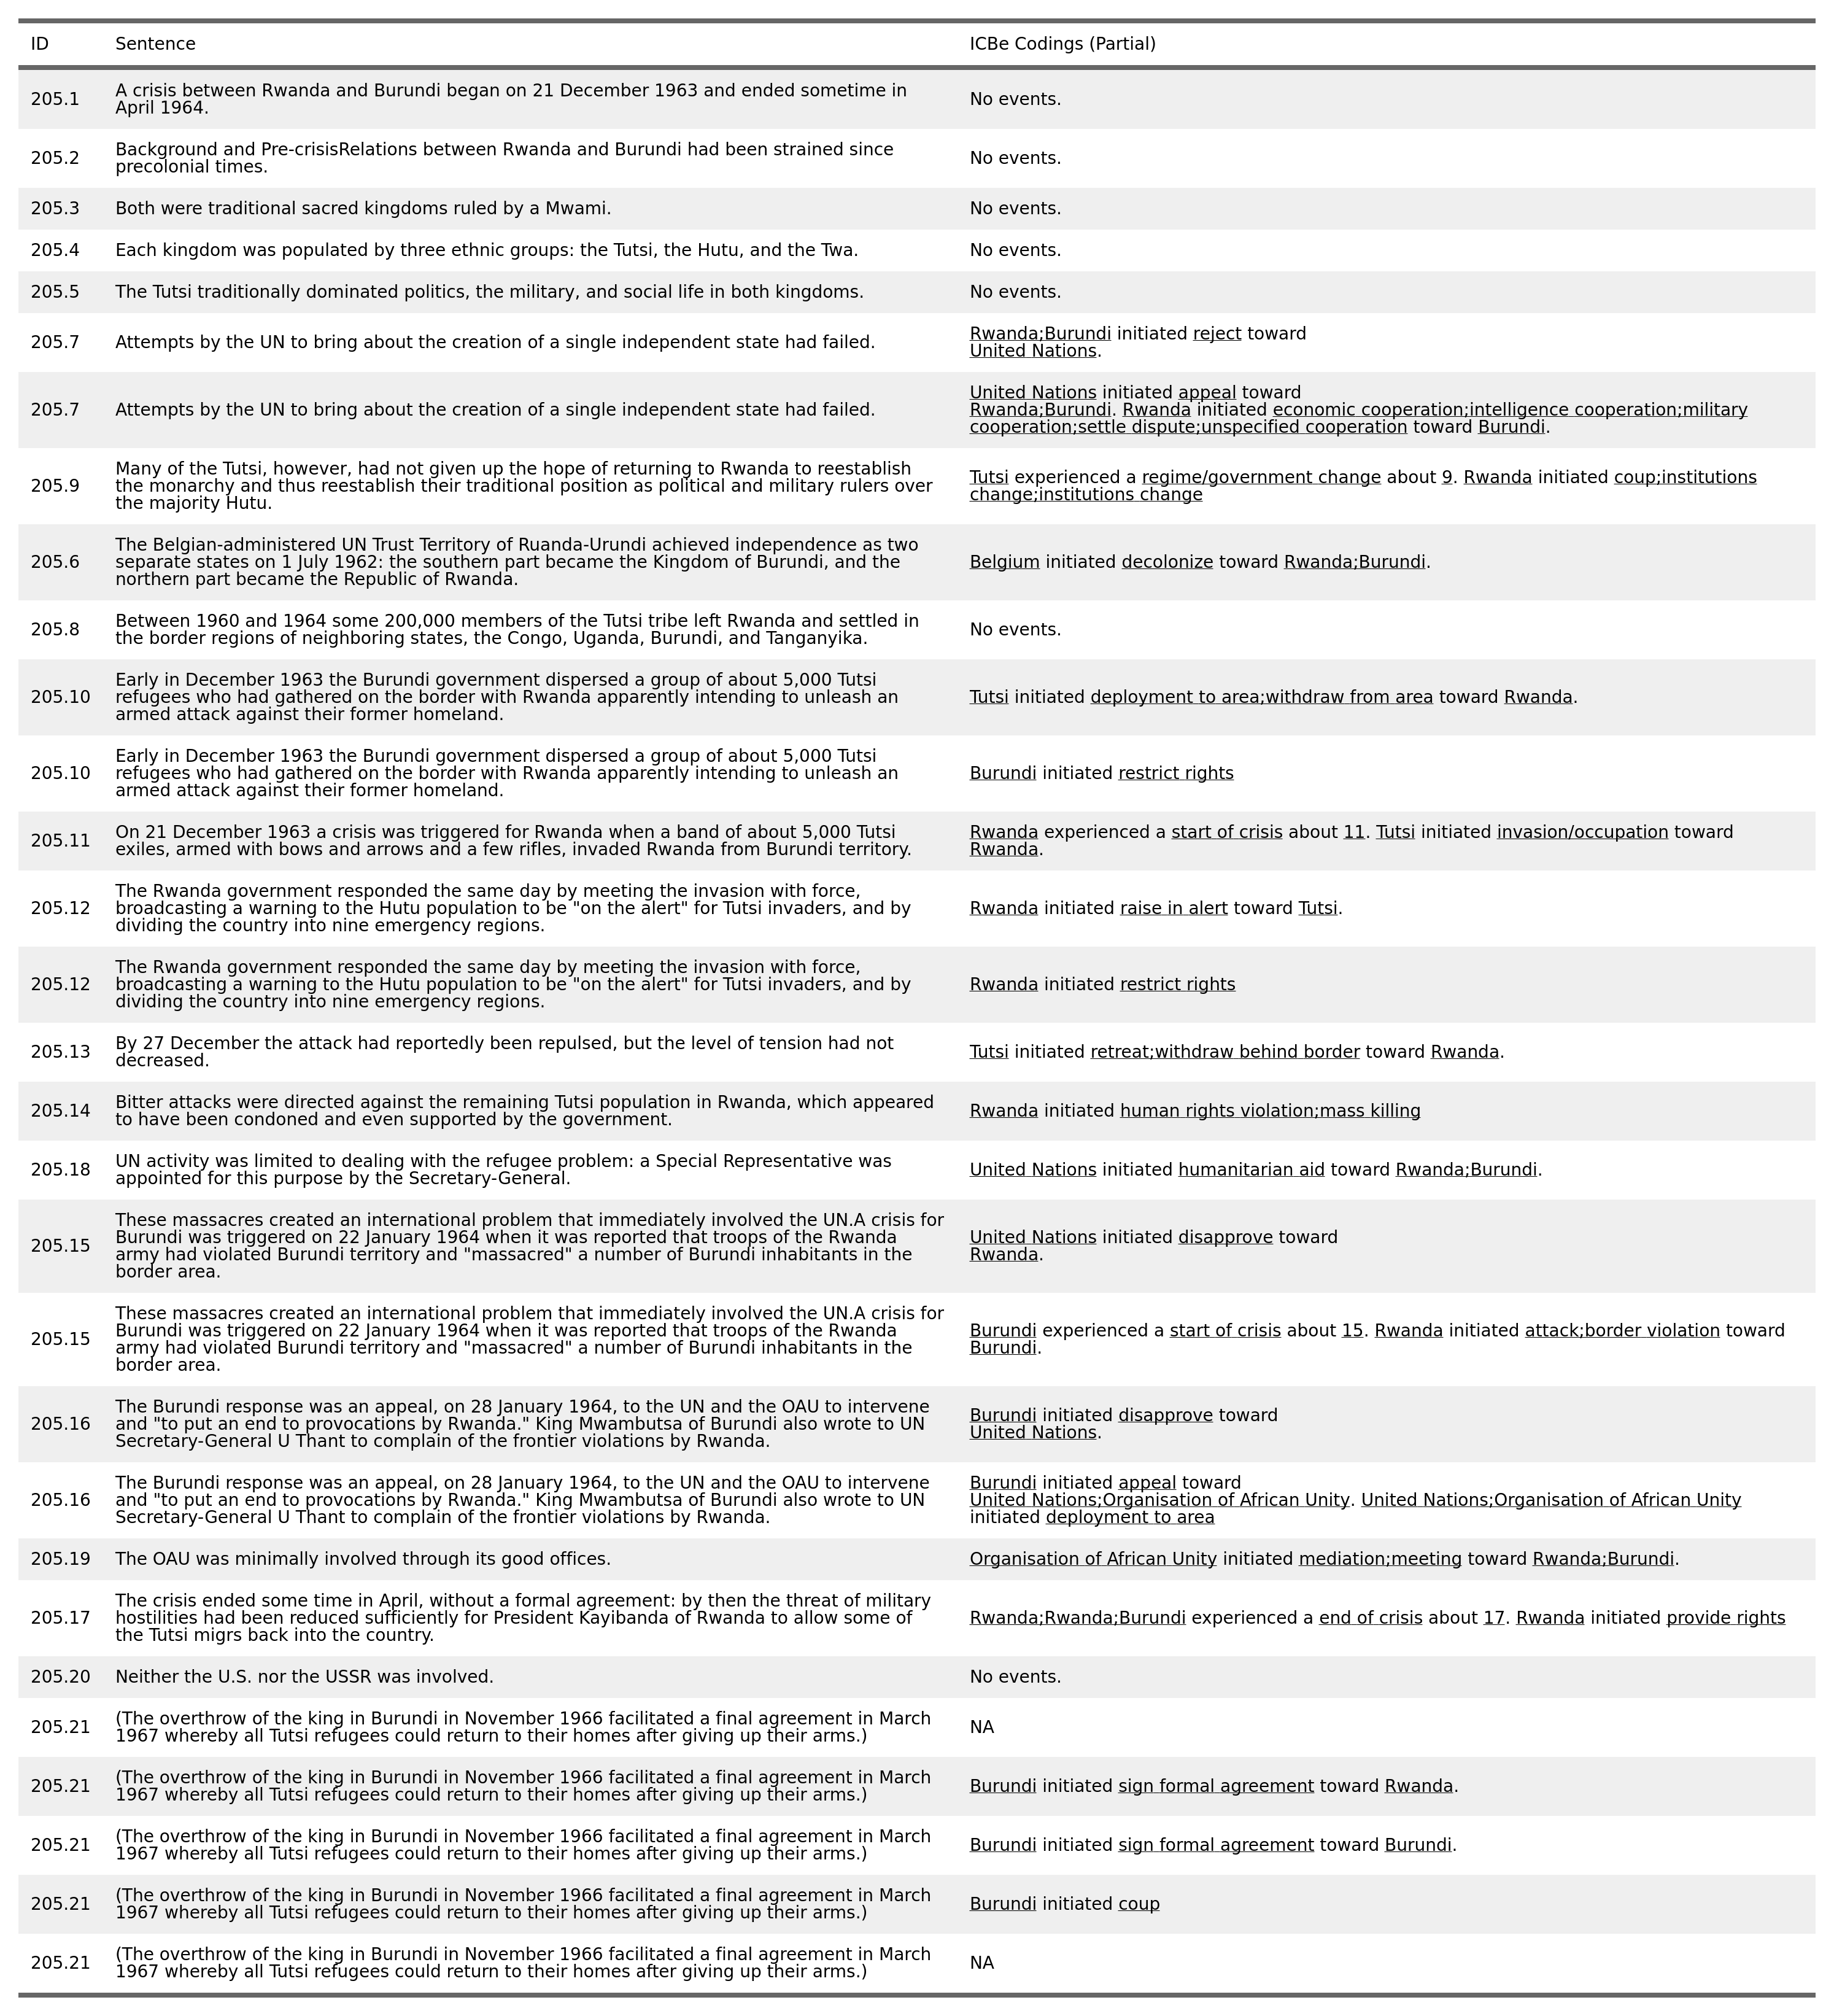 ID Sentence ICBe Codings (Partial)
205.1 A crisis between Rwanda and Burundi began on 21 December 1963 and ended sometime in
April 1964. No events.
205.2 Background and Pre-crisisRelations between Rwanda and Burundi had been strained since
precolonial times. No events.
205.3 Both were traditional sacred kingdoms ruled by a Mwami. No events.
205.4 Each kingdom was populated by three ethnic groups: the Tutsi, the Hutu, and the Twa. No events.
205.5 The Tutsi traditionally dominated politics, the military, and social life in both kingdoms. No events.
205.7 Attempts by the UN to bring about the creation of a single independent state had failed.
Rwanda;Burundi initiated reject toward
United Nations.
205.7 Attempts by the UN to bring about the creation of a single independent state had failed.
United Nations initiated appeal toward
Rwanda;Burundi. Rwanda initiated economic cooperation;intelligence cooperation;military
cooperation;settle dispute;unspecified cooperation toward Burundi.
205.9
Many of the Tutsi, however, had not given up the hope of returning to Rwanda to reestablish
the monarchy and thus reestablish their traditional position as political and military rulers over
the majority Hutu.
Tutsi experienced a regime/government change about 9. Rwanda initiated coup;institutions
change;institutions change
205.6
The Belgian-administered UN Trust Territory of Ruanda-Urundi achieved independence as two
separate states on 1 July 1962: the southern part became the Kingdom of Burundi, and the
northern part became the Republic of Rwanda.
Belgium initiated decolonize toward Rwanda;Burundi.
205.8
Between 1960 and 1964 some 200,000 members of the Tutsi tribe left Rwanda and settled in
the border regions of neighboring states, the Congo, Uganda, Burundi, and Tanganyika.
No events.
205.10
Early in December 1963 the Burundi government dispersed a group of about 5,000 Tutsi
refugees who had gathered on the border with Rwanda apparently intending to unleash an
armed attack against their former homeland.
Tutsi initiated deployment to area;withdraw from area toward Rwanda.
205.10
Early in December 1963 the Burundi government dispersed a group of about 5,000 Tutsi
refugees who had gathered on the border with Rwanda apparently intending to unleash an
armed attack against their former homeland.
Burundi initiated restrict rights
205.11
On 21 December 1963 a crisis was triggered for Rwanda when a band of about 5,000 Tutsi
exiles, armed with bows and arrows and a few rifles, invaded Rwanda from Burundi territory.
Rwanda experienced a start of crisis about 11. Tutsi initiated invasion/occupation toward
Rwanda.
205.12
The Rwanda government responded the same day by meeting the invasion with force,
broadcasting a warning to the Hutu population to be "on the alert" for Tutsi invaders, and by
dividing the country into nine emergency regions.
Rwanda initiated raise in alert toward Tutsi.
205.12
The Rwanda government responded the same day by meeting the invasion with force,
broadcasting a warning to the Hutu population to be "on the alert" for Tutsi invaders, and by
dividing the country into nine emergency regions.
Rwanda initiated restrict rights
205.13
By 27 December the attack had reportedly been repulsed, but the level of tension had not
decreased.
Tutsi initiated retreat;withdraw behind border toward Rwanda.
205.14
Bitter attacks were directed against the remaining Tutsi population in Rwanda, which appeared
to have been condoned and even supported by the government.
Rwanda initiated human rights violation;mass killing
205.18
UN activity was limited to dealing with the refugee problem: a Special Representative was
appointed for this purpose by the Secretary-General.
United Nations initiated humanitarian aid toward Rwanda;Burundi.
205.15
These massacres created an international problem that immediately involved the UN.A crisis for
Burundi was triggered on 22 January 1964 when it was reported that troops of the Rwanda
army had violated Burundi territory and "massacred" a number of Burundi inhabitants in the
border area.
United Nations initiated disapprove toward
Rwanda.
205.15
These massacres created an international problem that immediately involved the UN.A crisis for
Burundi was triggered on 22 January 1964 when it was reported that troops of the Rwanda
army had violated Burundi territory and "massacred" a number of Burundi inhabitants in the
border area.
Burundi experienced a start of crisis about 15. Rwanda initiated attack;border violation toward
Burundi.
205.16
The Burundi response was an appeal, on 28 January 1964, to the UN and the OAU to intervene
and "to put an end to provocations by Rwanda." King Mwambutsa of Burundi also wrote to UN
Secretary-General U Thant to complain of the frontier violations by Rwanda.
Burundi initiated disapprove toward
United Nations.
205.16
The Burundi response was an appeal, on 28 January 1964, to the UN and the OAU to intervene
and "to put an end to provocations by Rwanda." King Mwambutsa of Burundi also wrote to UN
Secretary-General U Thant to complain of the frontier violations by Rwanda.
Burundi initiated appeal toward
United Nations;Organisation of African Unity. United Nations;Organisation of African Unity
initiated deployment to area
205.19 The OAU was minimally involved through its good offices. Organisation of African Unity initiated mediation;meeting toward Rwanda;Burundi.
205.17
The crisis ended some time in April, without a formal agreement: by then the threat of military
hostilities had been reduced sufficiently for President Kayibanda of Rwanda to allow some of
the Tutsi migrs back into the country.
Rwanda;Rwanda;Burundi experienced a end of crisis about 17. Rwanda initiated provide rights
205.20 Neither the U.S. nor the USSR was involved. No events.
205.21
(The overthrow of the king in Burundi in November 1966 facilitated a final agreement in March
1967 whereby all Tutsi refugees could return to their homes after giving up their arms.)
NA
205.21
(The overthrow of the king in Burundi in November 1966 facilitated a final agreement in March
1967 whereby all Tutsi refugees could return to their homes after giving up their arms.)
Burundi initiated sign formal agreement toward Rwanda.
205.21
(The overthrow of the king in Burundi in November 1966 facilitated a final agreement in March
1967 whereby all Tutsi refugees could return to their homes after giving up their arms.)
Burundi initiated sign formal agreement toward Burundi.
205.21
(The overthrow of the king in Burundi in November 1966 facilitated a final agreement in March
1967 whereby all Tutsi refugees could return to their homes after giving up their arms.)
Burundi initiated coup
205.21
(The overthrow of the king in Burundi in November 1966 facilitated a final agreement in March
1967 whereby all Tutsi refugees could return to their homes after giving up their arms.)
NA